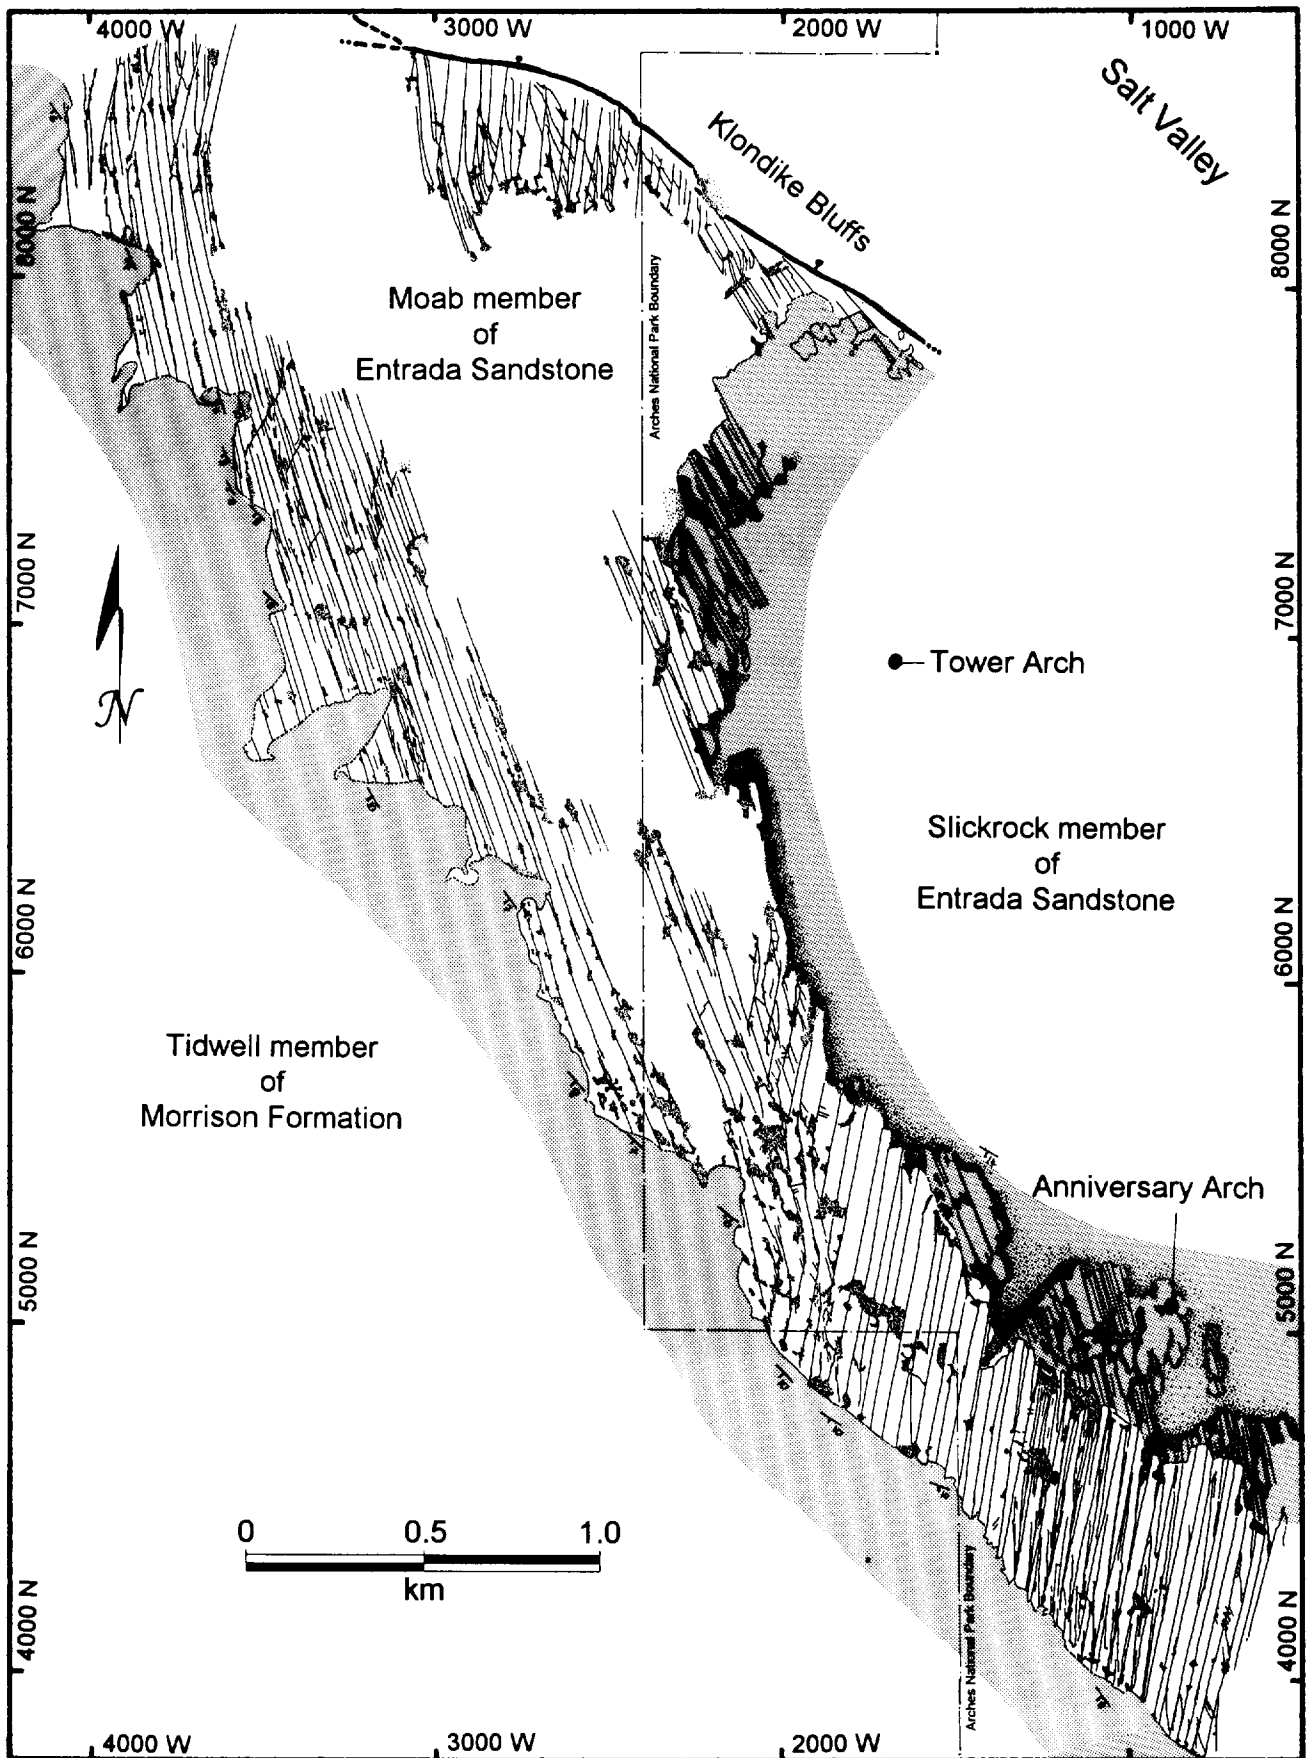 4000 W
3000 W
2000 W
1000 W
Salt Valley
Klondike Bluffs
8000 N
8000 N
Moab member
of
Entrada Sandstone
Arches National Park Boundary
7000 N
7000 N
N
Tower Arch
Slickrock member
of
Entrada Sandstone
6000 N
6000 N
Tidwell member
of
Morrison Formation
Anniversary Arch
5000 N
5000 N
0 0.5 1.0
km
Arches National Park Boundary
4000 N
4000 N
4000 W
3000 W
2000 W